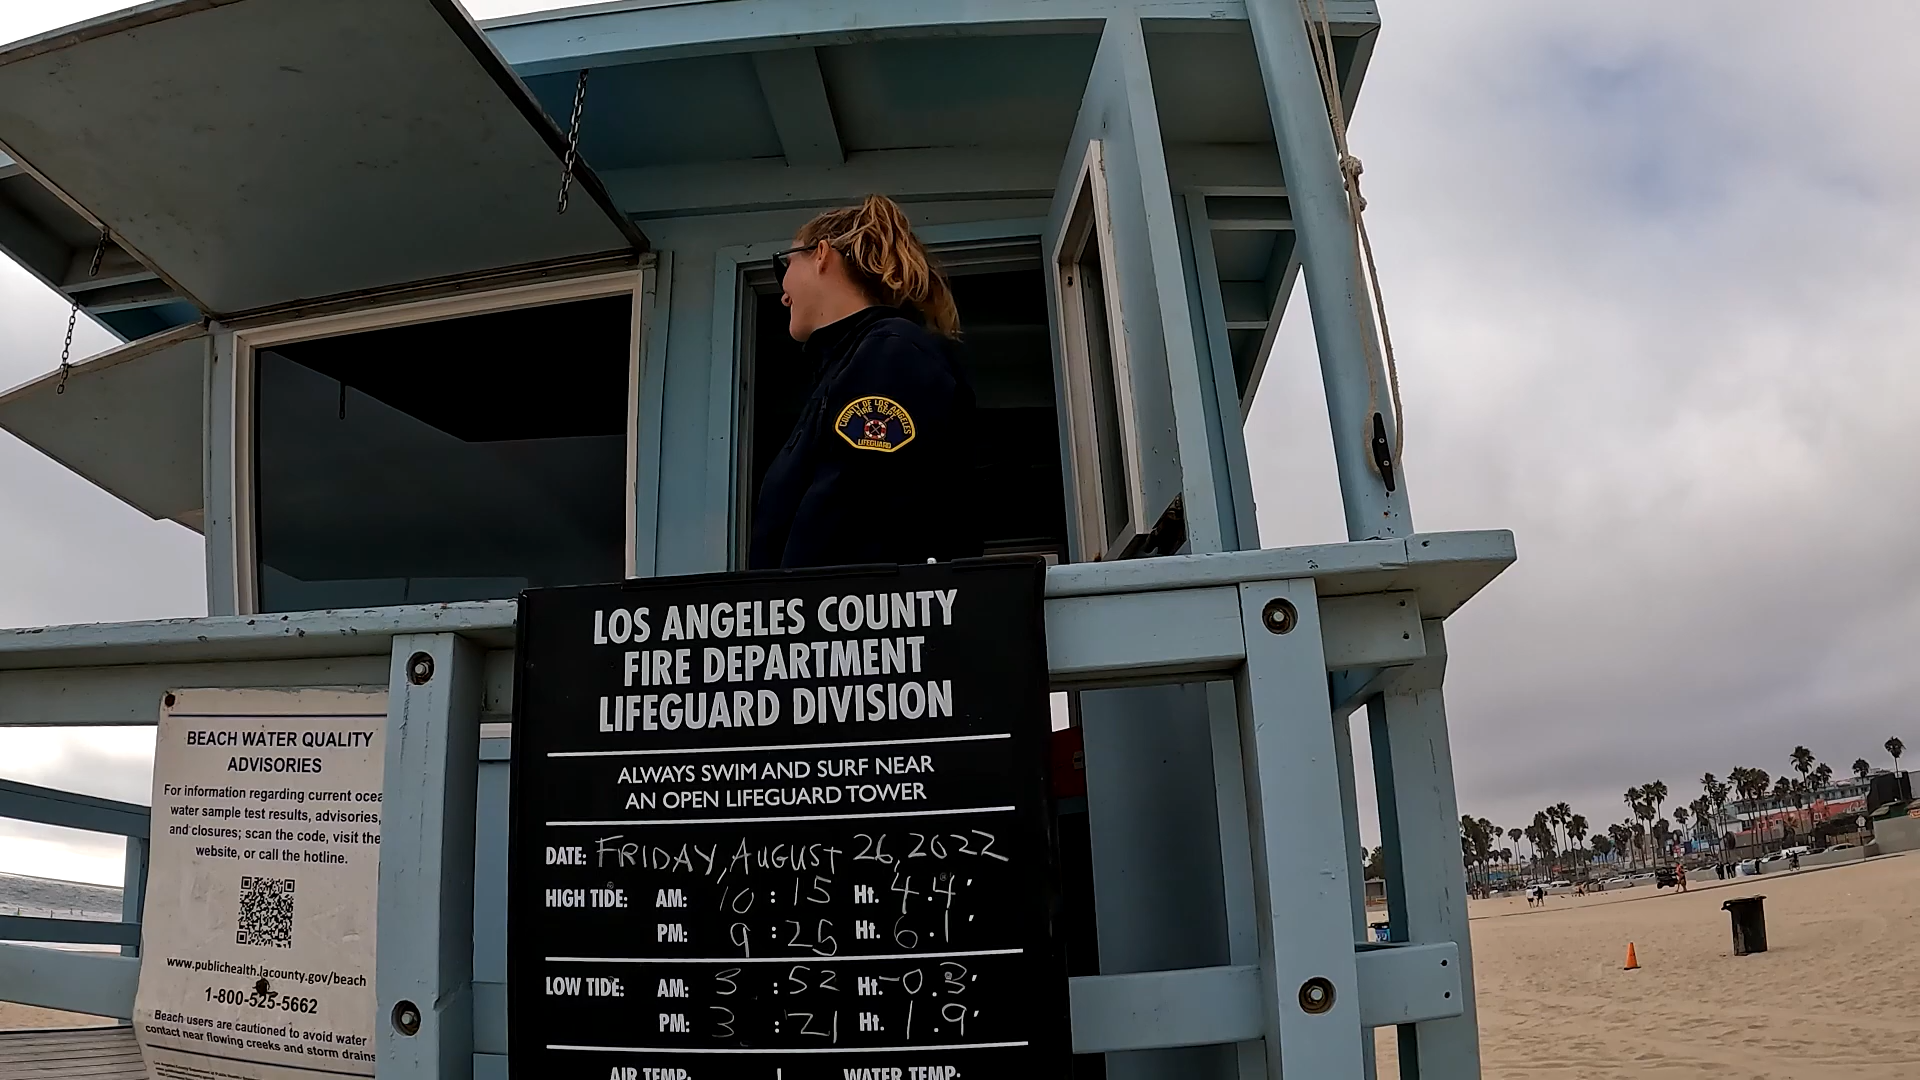 COUNTY OF LOS ANGELES
FIRE DEPT
LIFEGUARD
LOS ANGELES COUNTY
FIRE DEPARTMENT
LIFEGUARD DIVISION
ALWAYS SWIM AND SURF NEAR
AN OPEN LIFEGUARD TOWER
DATE: FRIDAY, AUGUST 26, 2022
HIGH TIDE: AM: 10 : 15 Ht. 4.4'
PM: 9 : 25 Ht. 6.1'
LOW TIDE: AM: 3 : 52 Ht. -0.3'
PM: 3 : 21 Ht. 1.9'
AIR TEMP: WATER TEMP:
BEACH WATER QUALITY
ADVISORIES
For information regarding current ocea
water sample test results, advisories,
and closures; scan the code, visit the
website, or call the hotline.
www.publichealth.lacounty.gov/beach
1-800-525-5662
Beach users are cautioned to avoid water
contact near flowing creeks and storm drains